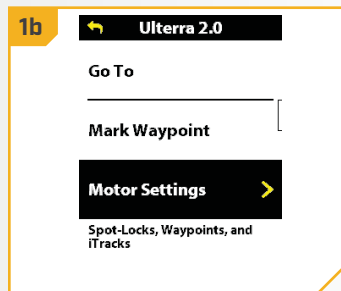 1b
Ulterra 2.0
Go To
Mark Waypoint
Motor Settings
Spot-Locks, Waypoints, and
iTracks